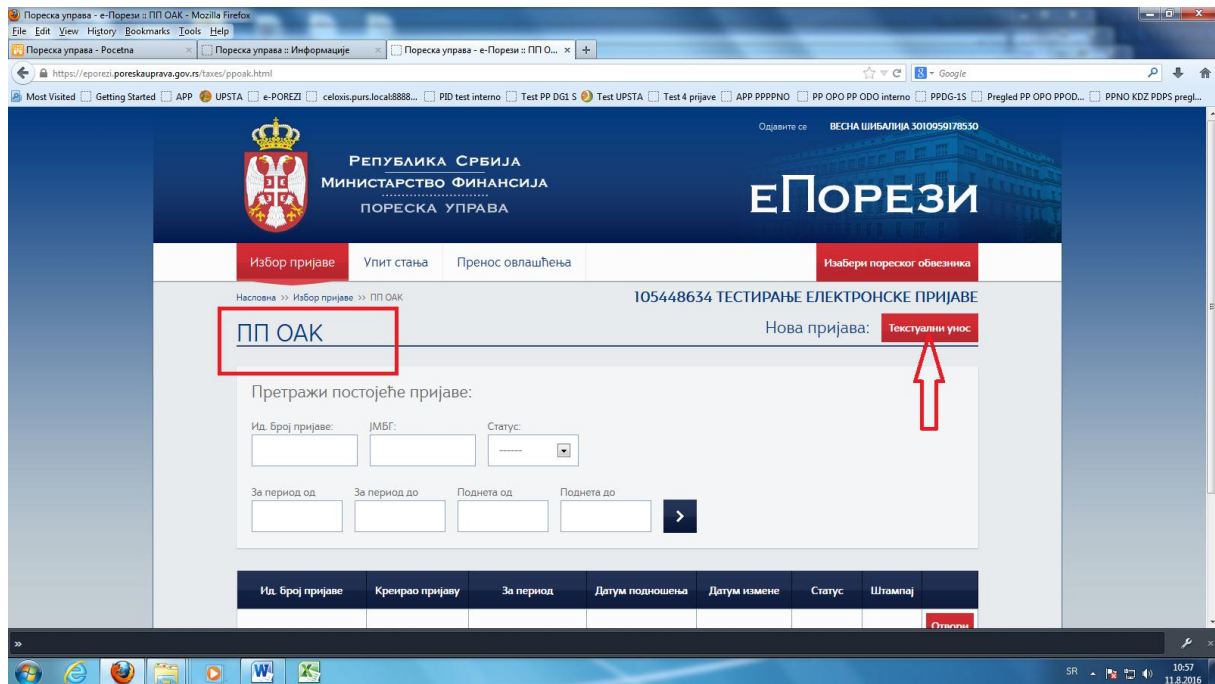 Пореска управа - е-Порези :: ПП ОАК - Mozilla Firefox
File Edit View History Bookmarks Tools Help
Пореска управа - Pocetna
Пореска управа :: Информације
Пореска управа - е-Порези :: ПП О...
https://eporezi.poreskauprava.gov.rs/taxes/ppoak.html
Google
Most Visited Getting Started APP UPSTA e-POREZI celoxis.purs.local:8888... PID test interno Test PP DG1 S Test UPSTA Test 4 prijave APP PPPPNO PP OPO PP ODO interno PPDG-1S Pregled PP OPO PPOD... PPNO KDZ PDPS pregl...
Одјавите се ВЕСНА ШИБАЛИЈА 3010959178530
РЕПУБЛИКА СРБИЈА
МИНИСТАРСТВО ФИНАНСИЈА
ПОРЕСКА УПРАВА
еПОРЕЗИ
Избор пријаве Упит стања Пренос овлашћења Изабери пореског обвезника
Насловна >> Избор пријаве >> ПП ОАК
105448634 ТЕСТИРАЊЕ ЕЛЕКТРОНСКЕ ПРИЈАВЕ
ПП ОАК
Нова пријава: Текстуални унос
Претражи постојеће пријаве:
Ид. број пријаве: ЈМБГ: Статус:
------
За период од За период до Поднета од Поднета до
Ид. број пријаве Креирао пријаву За период Датум подношења Датум измене Статус Штампај
Отвори
SR 10:57
11.8.2016